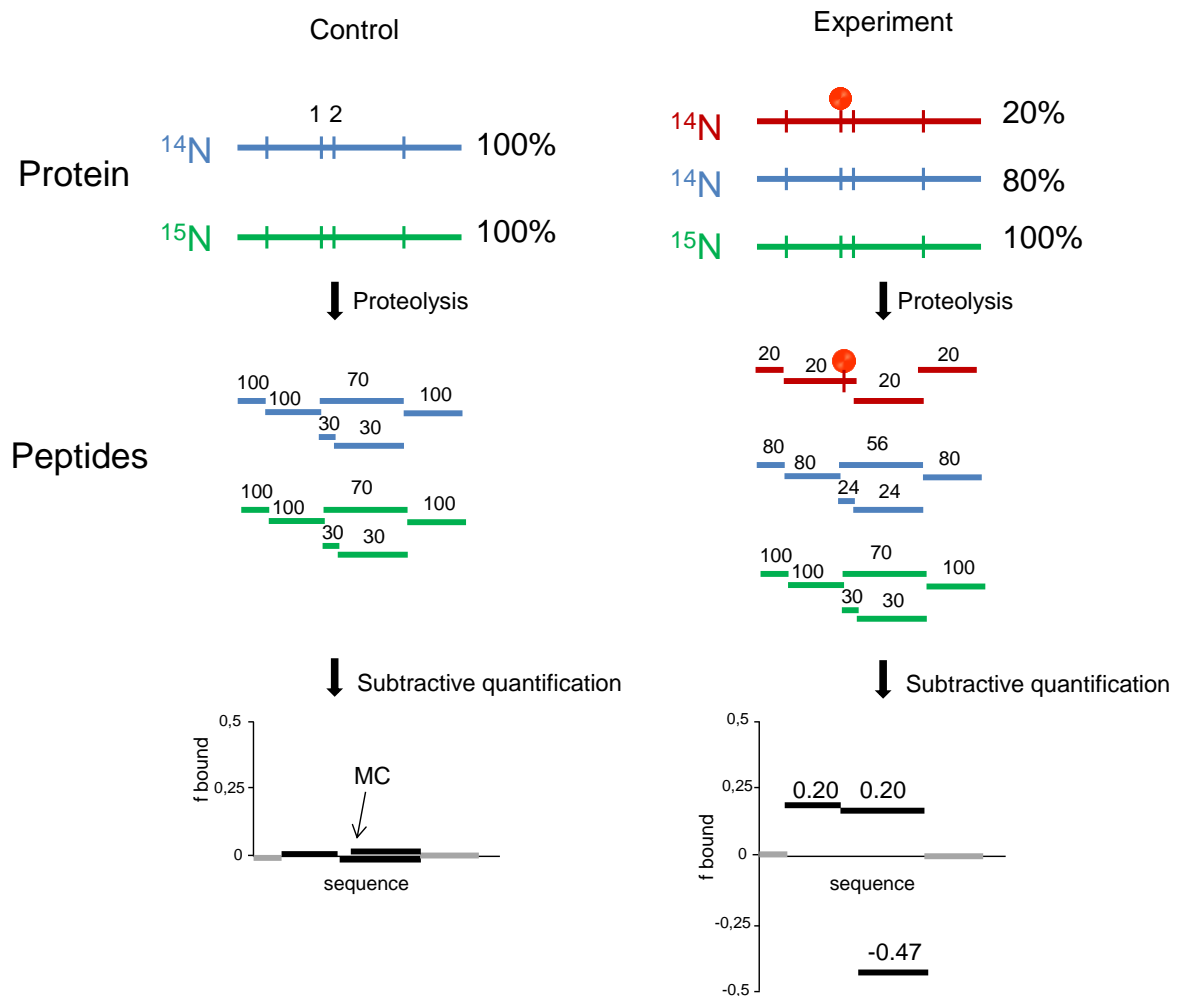 Control
Experiment
Protein
1 2
¹⁴N
100%
¹⁵N
100%
¹⁴N
20%
¹⁴N
80%
¹⁵N
100%
Proteolysis
Proteolysis
Peptides
100
100
70
100
30
30
100
100
70
100
30
30
20
20
20
20
80
80
56
80
24
24
100
100
70
100
30
30
Subtractive quantification
Subtractive quantification
f bound
0,5
0,25
0
MC
sequence
f bound
0,5
0,25
0
-0,25
-0.5
0.20
0.20
sequence
-0.47